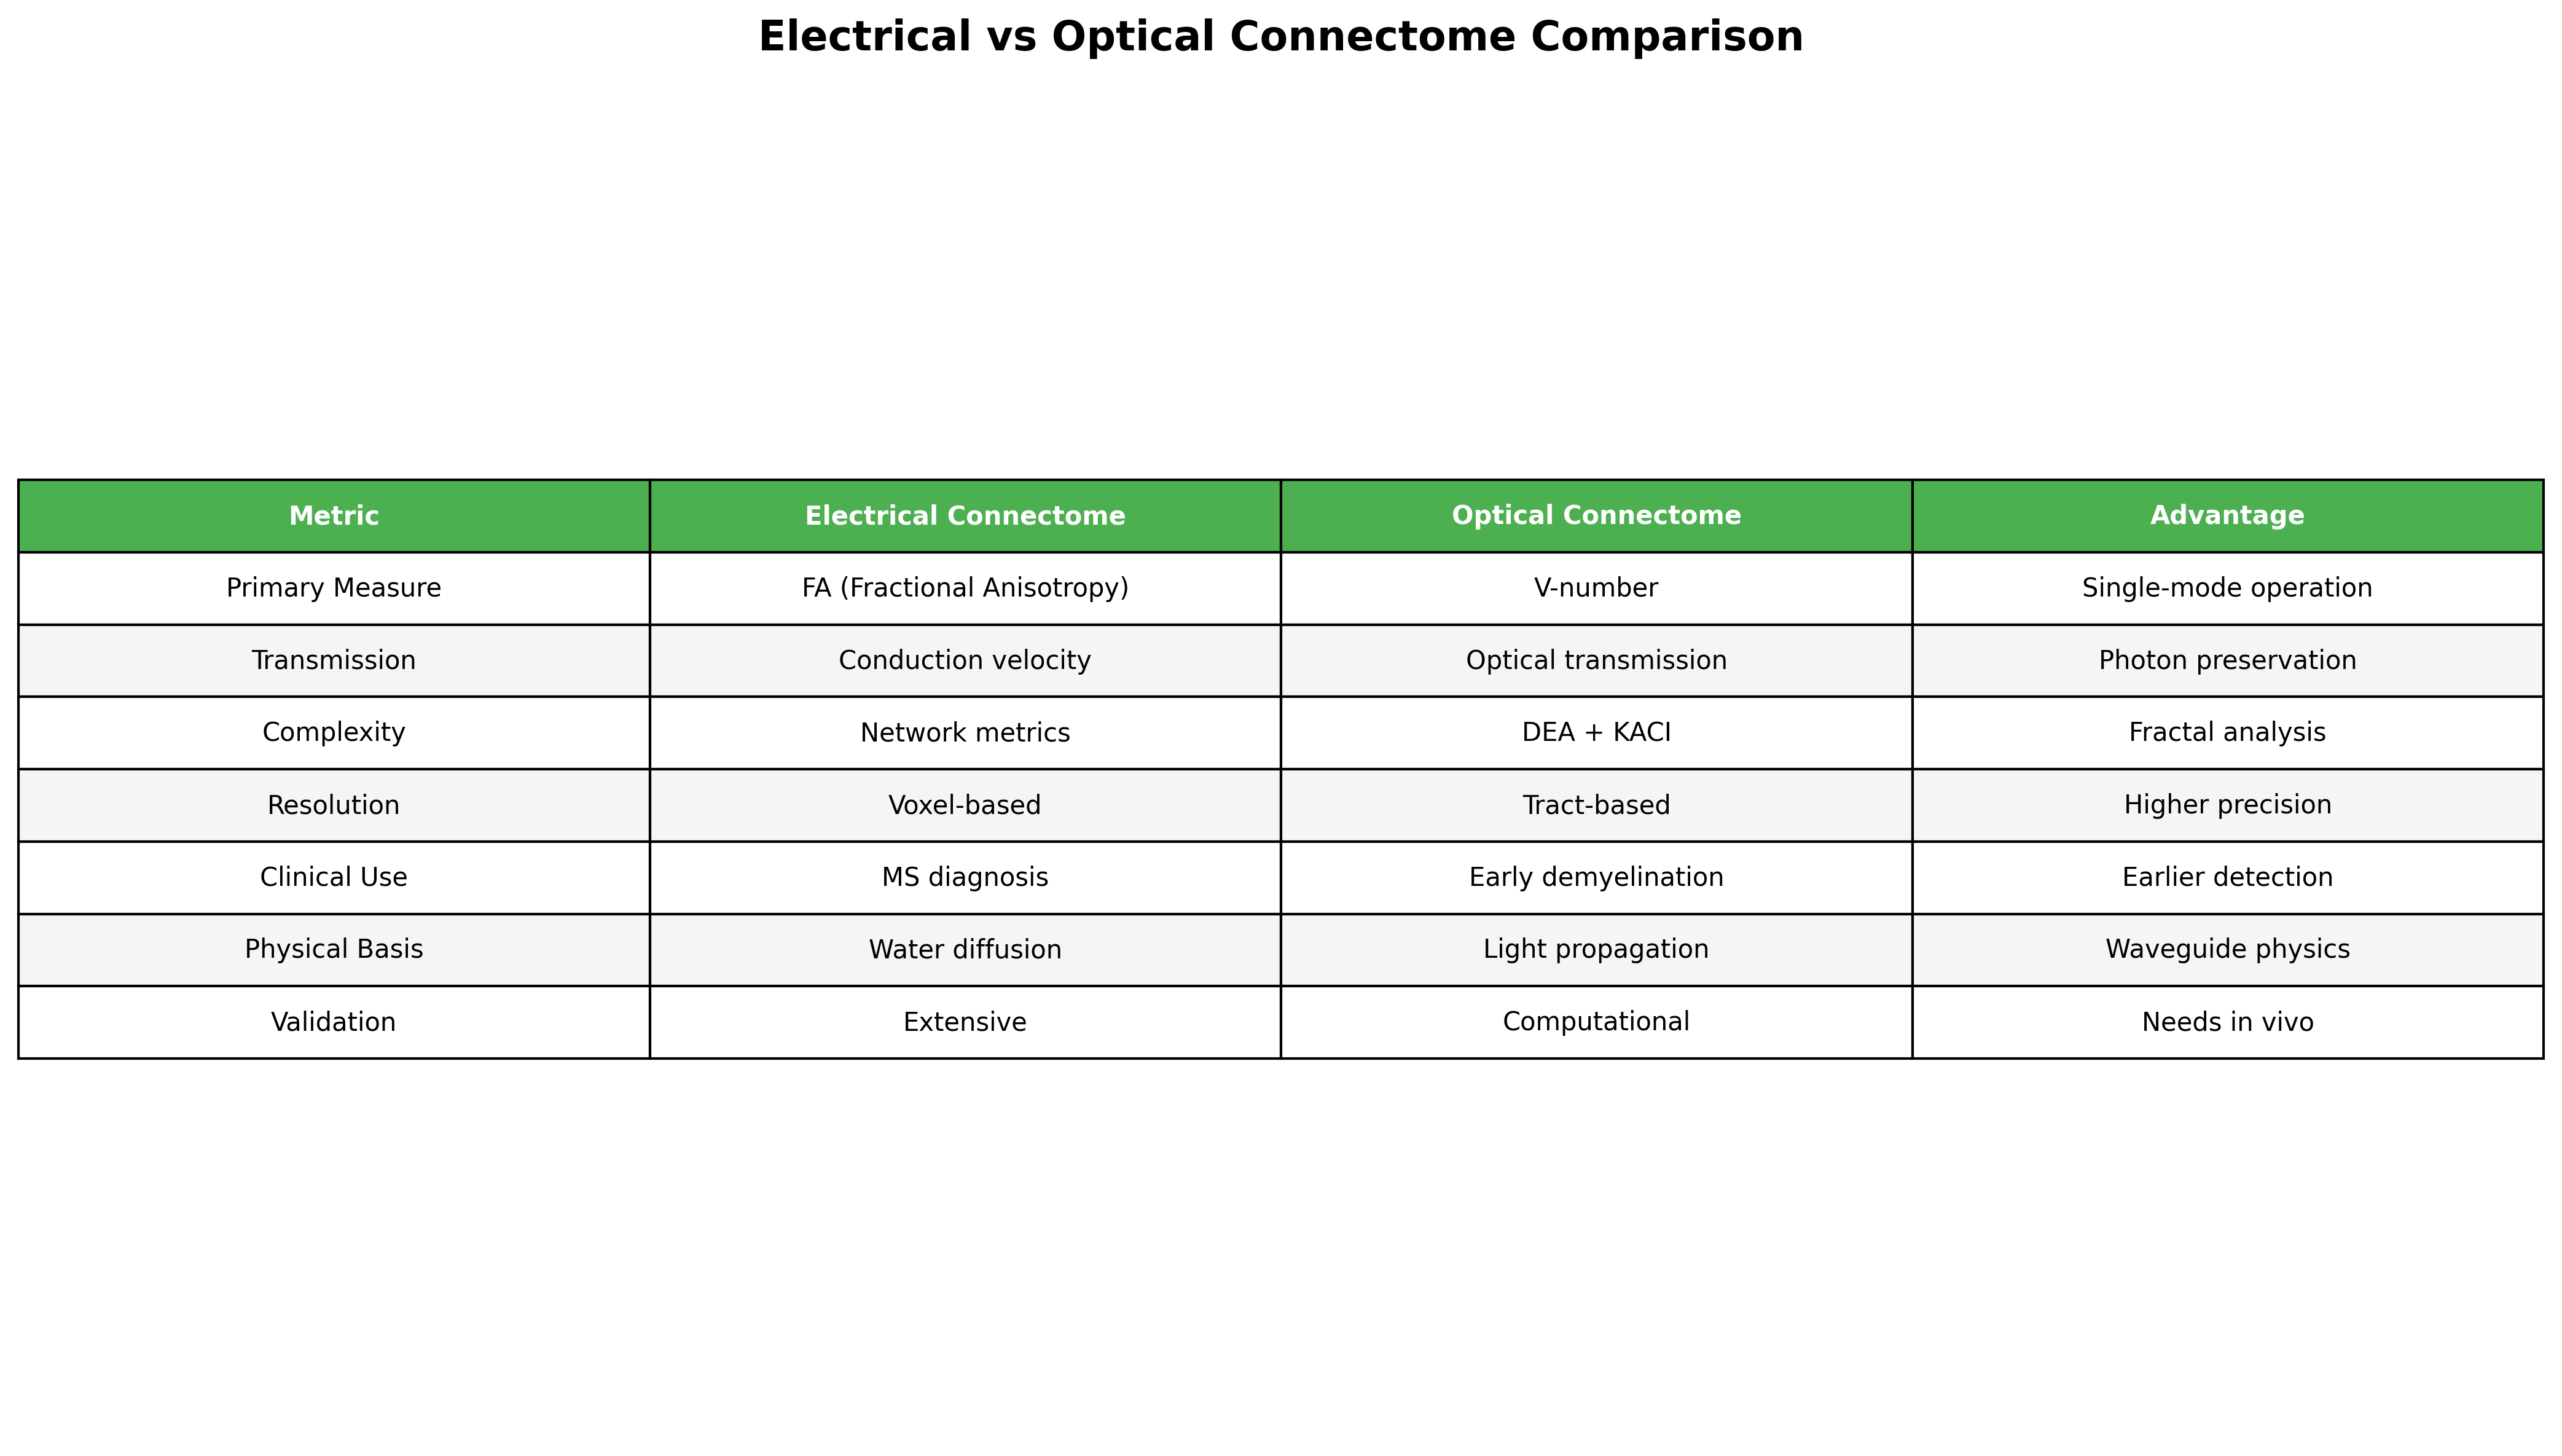 Electrical vs Optical Connectome Comparison
Metric Electrical Connectome Optical Connectome Advantage
Primary Measure FA (Fractional Anisotropy) V-number Single-mode operation
Transmission Conduction velocity Optical transmission Photon preservation
Complexity Network metrics DEA + KACI Fractal analysis
Resolution Voxel-based Tract-based Higher precision
Clinical Use MS diagnosis Early demyelination Earlier detection
Physical Basis Water diffusion Light propagation Waveguide physics
Validation Extensive Computational Needs in vivo